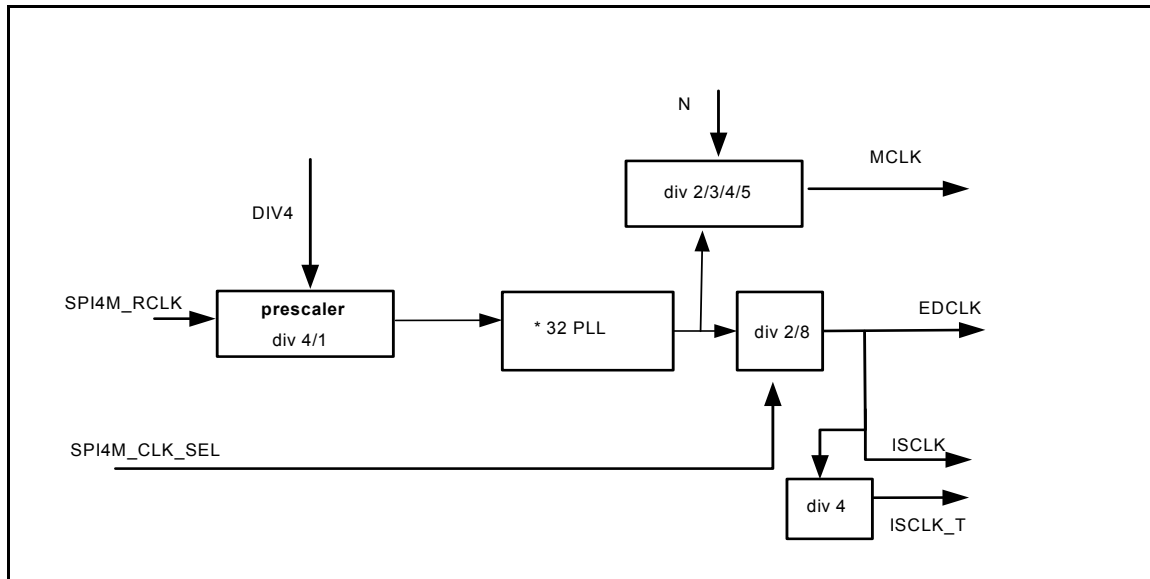 N
MCLK
div 2/3/4/5
DIV4
SPI4M_RCLK
prescaler
div 4/1
* 32 PLL
div 2/8
EDCLK
SPI4M_CLK_SEL
ISCLK
div 4
ISCLK_T